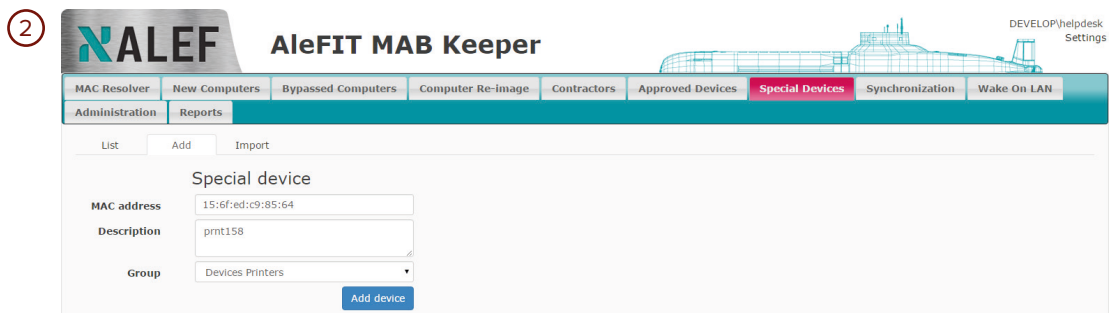 2
ALEF
AleFIT MAB Keeper
DEVELOP\helpdesk
Settings
MAC Resolver New Computers Bypassed Computers Computer Re-image Contractors Approved Devices Special Devices Synchronization Wake On LAN
Administration Reports
List Add Import
Special device
MAC address 15:6f:ed:c9:85:64
Description prnt158
Group Devices Printers
Add device